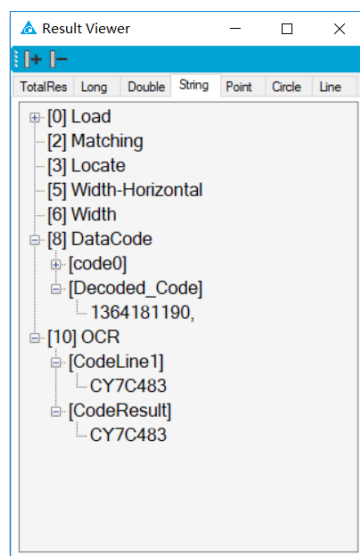 Result Viewer
TotalRes Long Double String Point Circle Line
[0] Load
[2] Matching
[3] Locate
[5] Width-Horizontal
[6] Width
[8] DataCode
[code0]
[Decoded_Code]
1364181190,
[10] OCR
[CodeLine1]
CY7C483
[CodeResult]
CY7C483